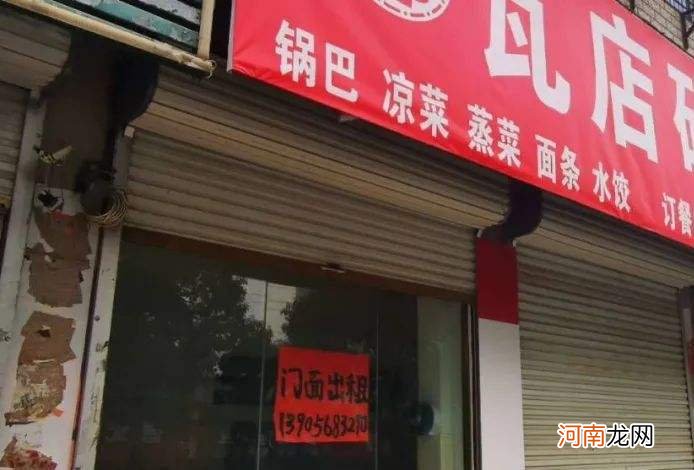 瓦店
锅巴 凉菜 蒸菜 面条 水饺 订餐
门面出租
13905683290
河南龙网